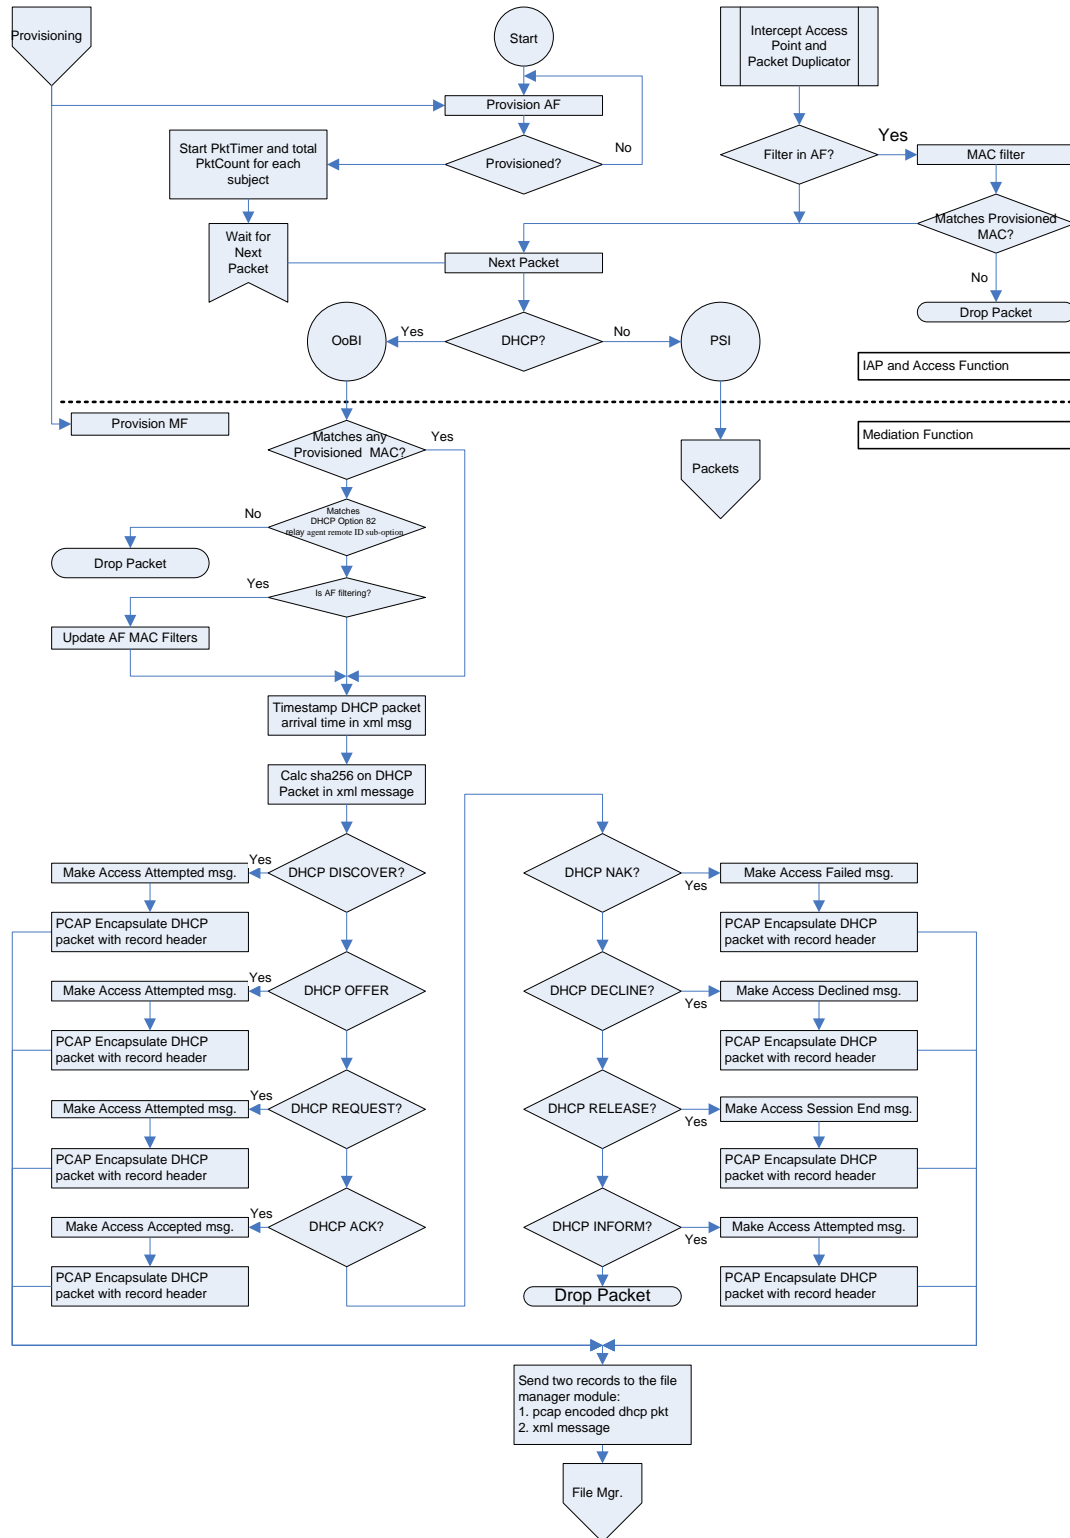 Provisioning
Start
Intercept Access
Point and
Packet Duplicator
Provision AF
Yes
Start PktTimer and total
PktCount for each
subject
Provisioned?
No
Filter in AF?
MAC filter
Matches Provisioned
MAC?
Wait for
Next
Packet
Next Packet
No
Drop Packet
OoBI
Yes
DHCP?
No
PSI
IAP and Access Function
Provision MF
Mediation Function
Matches any
Provisioned MAC?
Yes
Packets
Matches
DHCP Option 82
relay agent remote ID sub-option
No
Drop Packet
Yes
Is AF filtering?
Update AF MAC Filters
Timestamp DHCP packet
arrival time in xml msg
Calc sha256 on DHCP
Packet in xml message
Make Access Attempted msg.
Yes
DHCP DISCOVER?
DHCP NAK?
Yes
Make Access Failed msg.
PCAP Encapsulate DHCP
packet with record header
PCAP Encapsulate DHCP
packet with record header
Make Access Attempted msg.
Yes
DHCP OFFER
DHCP DECLINE?
Yes
Make Access Declined msg.
PCAP Encapsulate DHCP
packet with record header
PCAP Encapsulate DHCP
packet with record header
Make Access Attempted msg.
Yes
DHCP REQUEST?
DHCP RELEASE?
Yes
Make Access Session End msg.
PCAP Encapsulate DHCP
packet with record header
PCAP Encapsulate DHCP
packet with record header
Make Access Accepted msg.
Yes
DHCP ACK?
DHCP INFORM?
Yes
Make Access Attempted msg.
PCAP Encapsulate DHCP
packet with record header
Drop Packet
PCAP Encapsulate DHCP
packet with record header
Send two records to the file
manager module:
1. pcap encoded dhcp pkt
2. xml message
File Mgr.